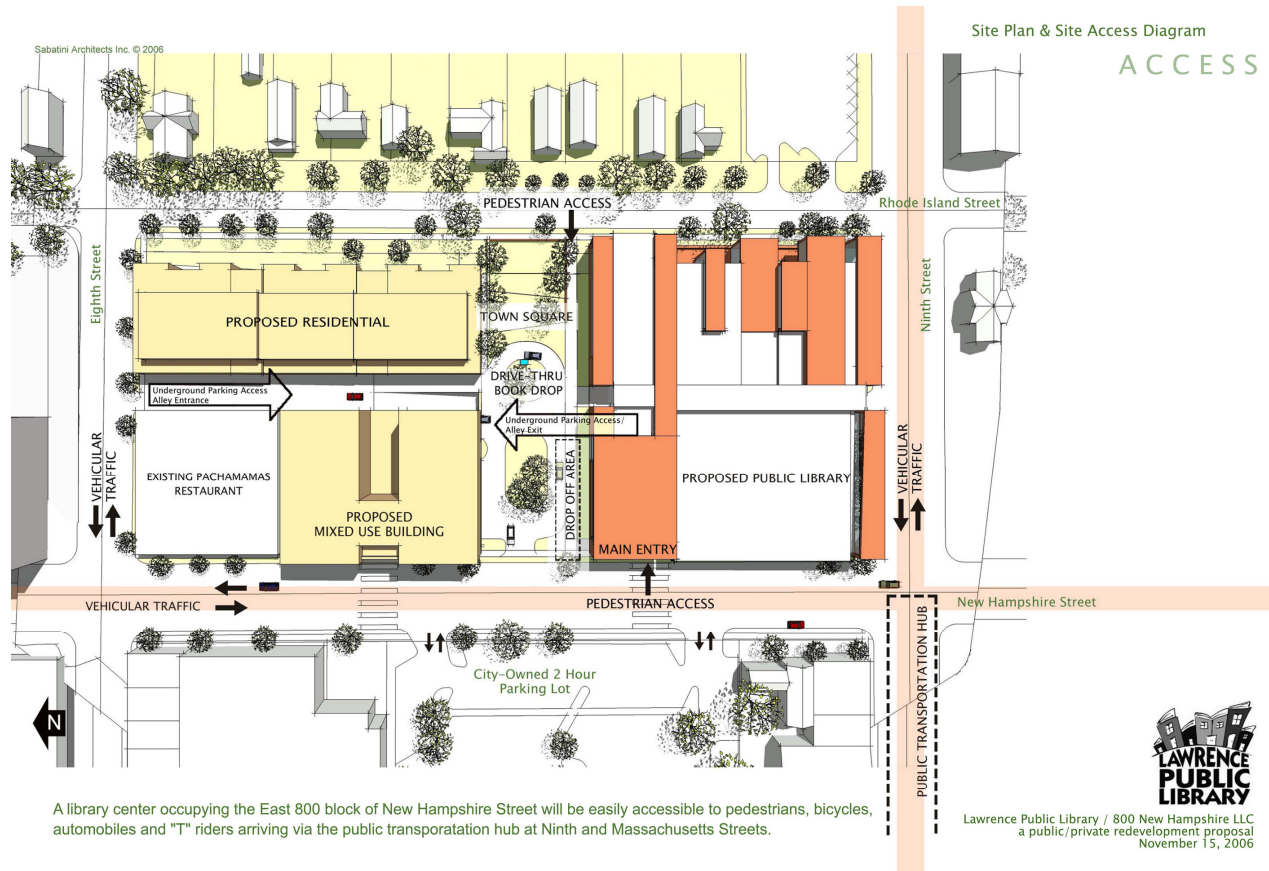 Site Plan & Site Access Diagram
ACCESS
Sabatini Architects Inc. © 2006
PEDESTRIAN ACCESS
Rhode Island Street
Eighth Street
Ninth Street
PROPOSED RESIDENTIAL
TOWN SQUARE
DRIVE-THRU
BOOK DROP
Underground Parking Access
Alley Entrance
Underground Parking Access/
Alley Exit
VEHICULAR
TRAFFIC
EXISTING PACHAMAMAS
RESTAURANT
PROPOSED
MIXED USE BUILDING
DROP OFF AREA
PROPOSED PUBLIC LIBRARY
VEHICULAR
TRAFFIC
MAIN ENTRY
VEHICULAR TRAFFIC
PEDESTRIAN ACCESS
New Hampshire Street
City-Owned 2 Hour
Parking Lot
PUBLIC TRANSPORTATION HUB
N
LAWRENCE
PUBLIC
LIBRARY
A library center occupying the East 800 block of New Hampshire Street will be easily accessible to pedestrians, bicycles,
automobiles and "T" riders arriving via the public transporatation hub at Ninth and Massachusetts Streets.
Lawrence Public Library / 800 New Hampshire LLC
a public/private redevelopment proposal
November 15, 2006